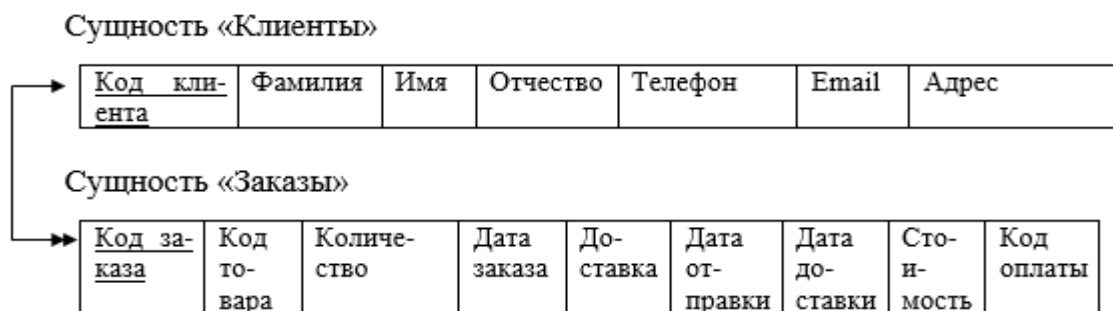 Сущность «Клиенты»
Код кли- Фамилия Имя Отчество Телефон Email Адрес
ента
Сущность «Заказы»
Код за- Код Количе- Дата До- Дата Дата Сто- Код
каза то- ство заказа ставка от- до- и- оплаты
вара правки ставки мость